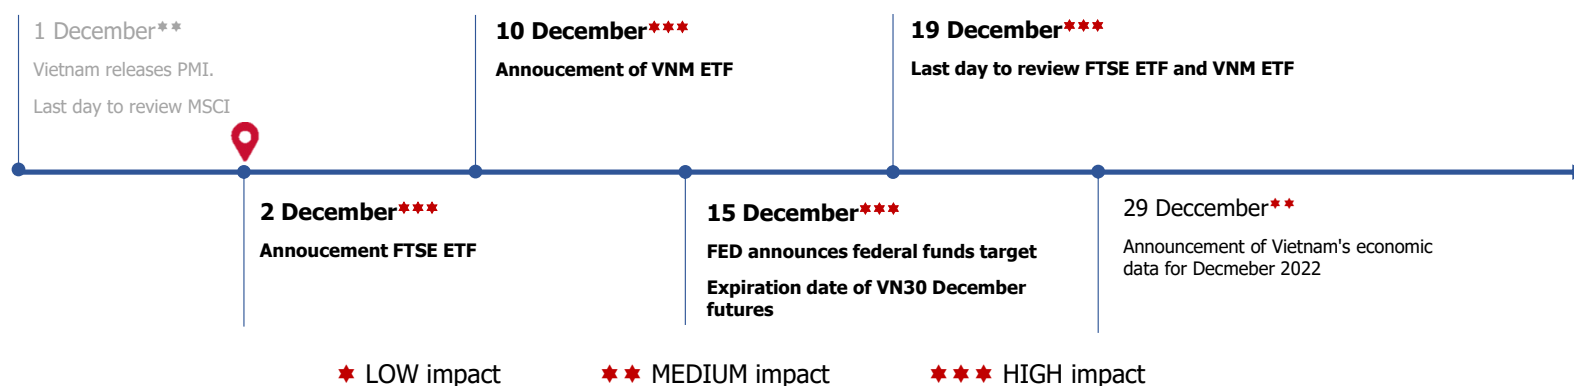 1 December**
Vietnam releases PMI.
Last day to review MSCI
10 December***
Annoucement of VNM ETF
19 December***
Last day to review FTSE ETF and VNM ETF
2 December***
Annoucement FTSE ETF
15 December***
FED announces federal funds target
Expiration date of VN30 December
futures
29 Deccember**
Announcement of Vietnam's economic
data for Decmeber 2022
* LOW impact
** MEDIUM impact
*** HIGH impact